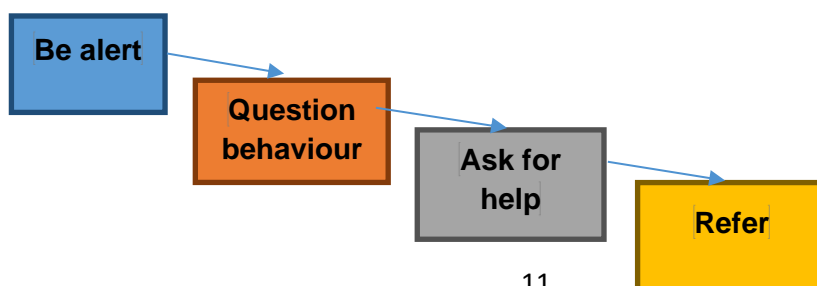 Be alert
Question
behaviour
Ask for
help
Refer
11